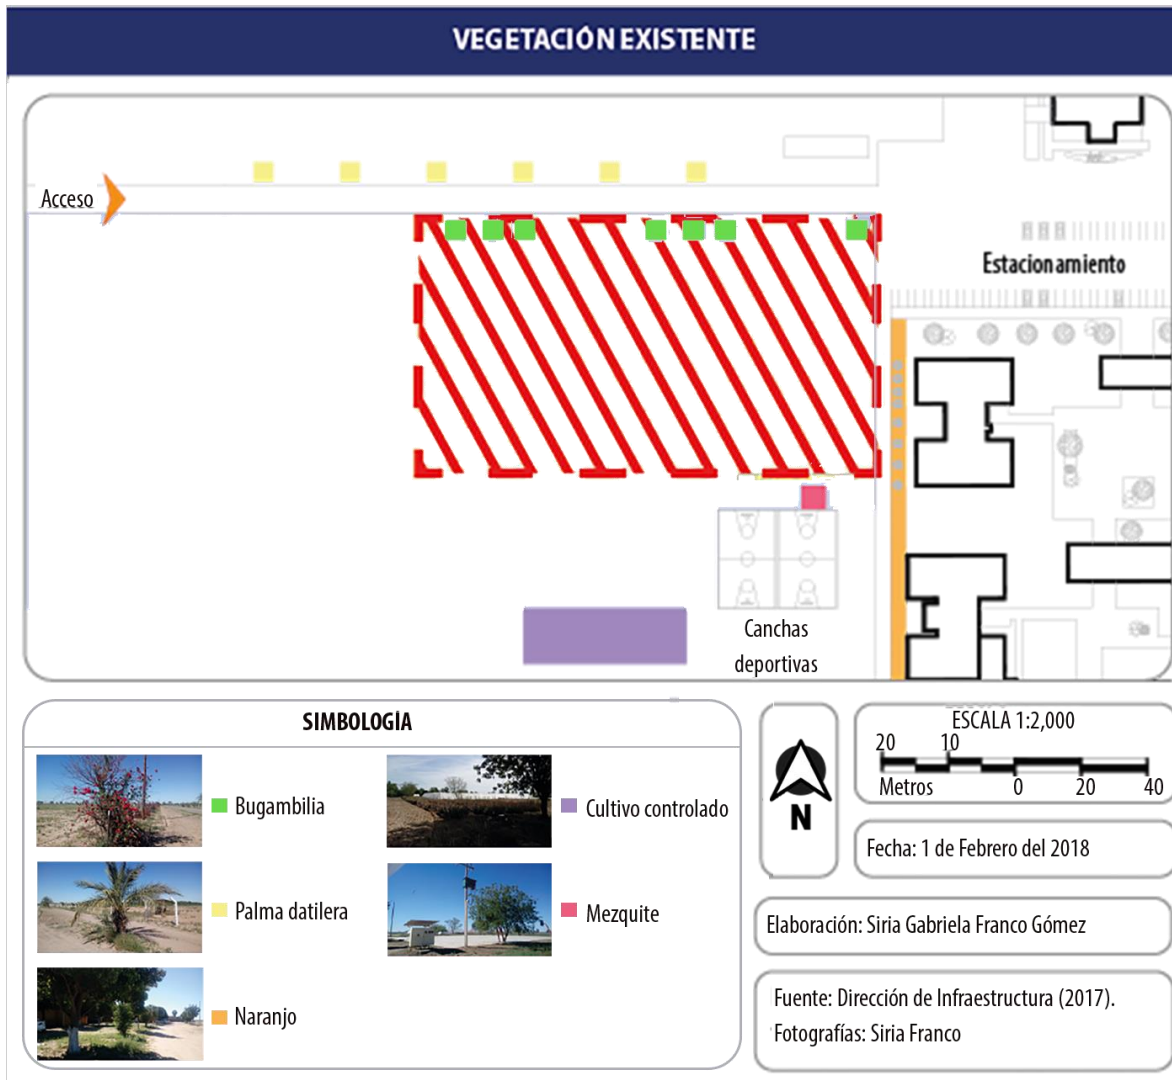 VEGETACIÓN EXISTENTE
Acceso
Estacionamiento
Canchas
deportivas
SIMBOLOGÍA
Bugambilia
Palma datilera
Naranjo
Cultivo controlado
Mezquite
N
ESCALA 1:2,000
20 10
Metros 0 20 40
Fecha: 1 de Febrero del 2018
Elaboración: Siria Gabriela Franco Gómez
Fuente: Dirección de Infraestructura (2017).
Fotografías: Siria Franco